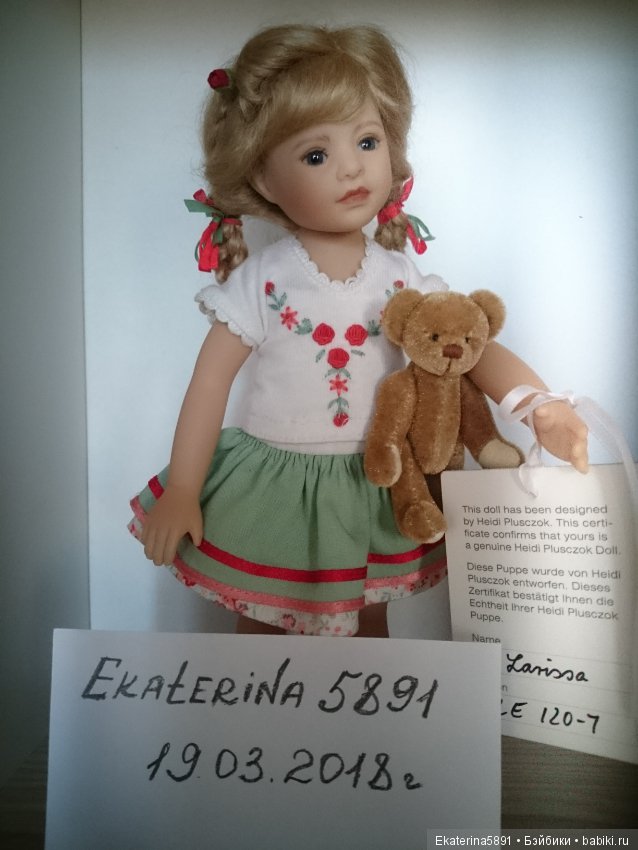 This doll has been designed
by Heidi Plusczok. This certi-
ficate confirms that yours is
a genuine Heidi Plusczok Doll.
Diese Puppe wurde von Heidi
Plusczok entworfen. Dieses
Zertifikat bestätigt Ihnen die
Echtheit Ihrer Heidi Plusczok
Puppe.
Name
Larissa
LE 120-7
EKATERINA 5891
19.03.2018г
Ekaterina5891 • Бэйбики • babiki.ru